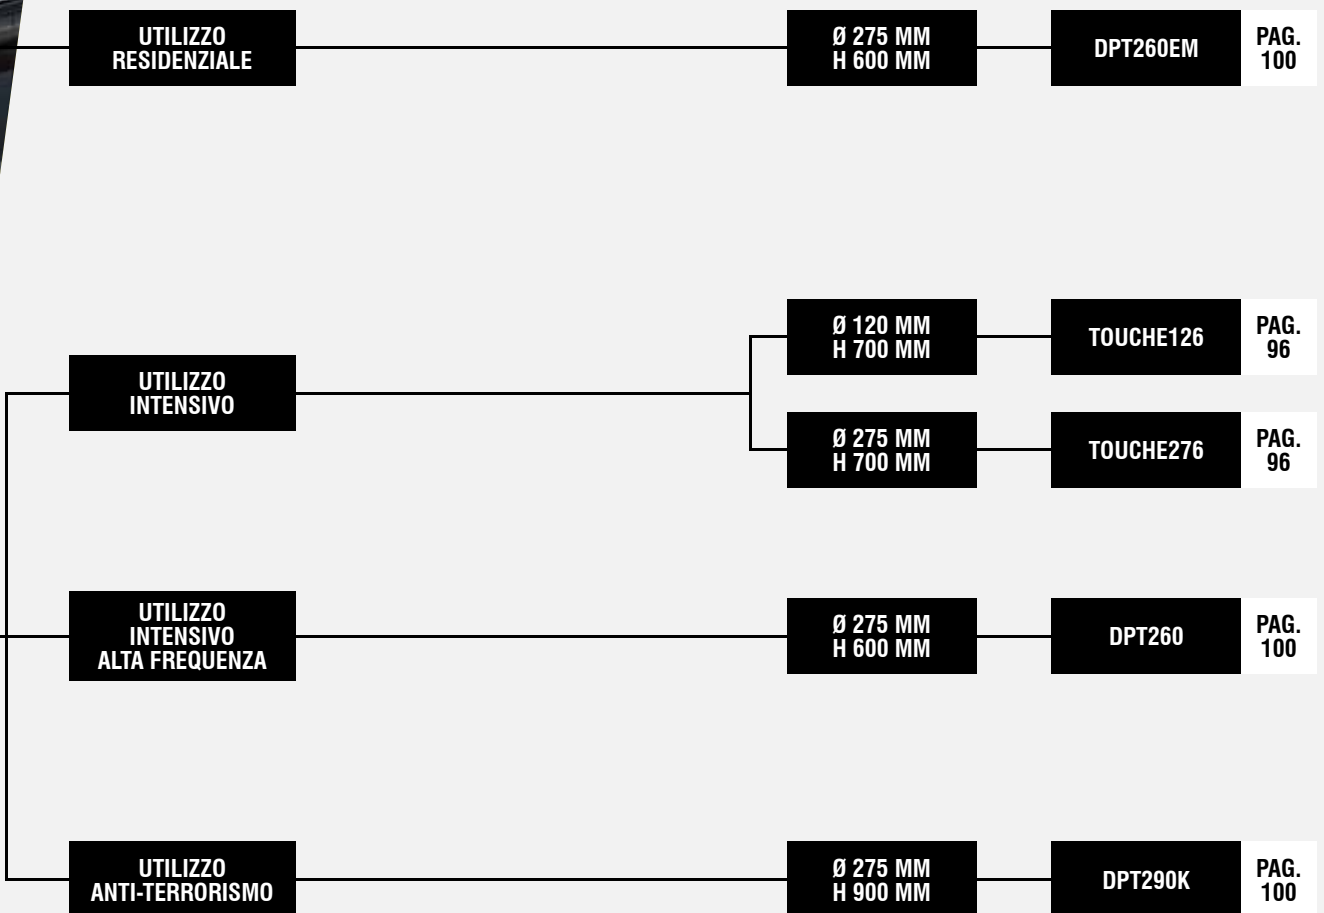 UTILIZZO
RESIDENZIALE
Ø 275 MM
H 600 MM
DPT260EM
PAG.
100
UTILIZZO
INTENSIVO
Ø 120 MM
H 700 MM
TOUCHE126
PAG.
96
Ø 275 MM
H 700 MM
TOUCHE276
PAG.
96
UTILIZZO
INTENSIVO
ALTA FREQUENZA
Ø 275 MM
H 600 MM
DPT260
PAG.
100
UTILIZZO
ANTI-TERRORISMO
Ø 275 MM
H 900 MM
DPT290K
PAG.
100